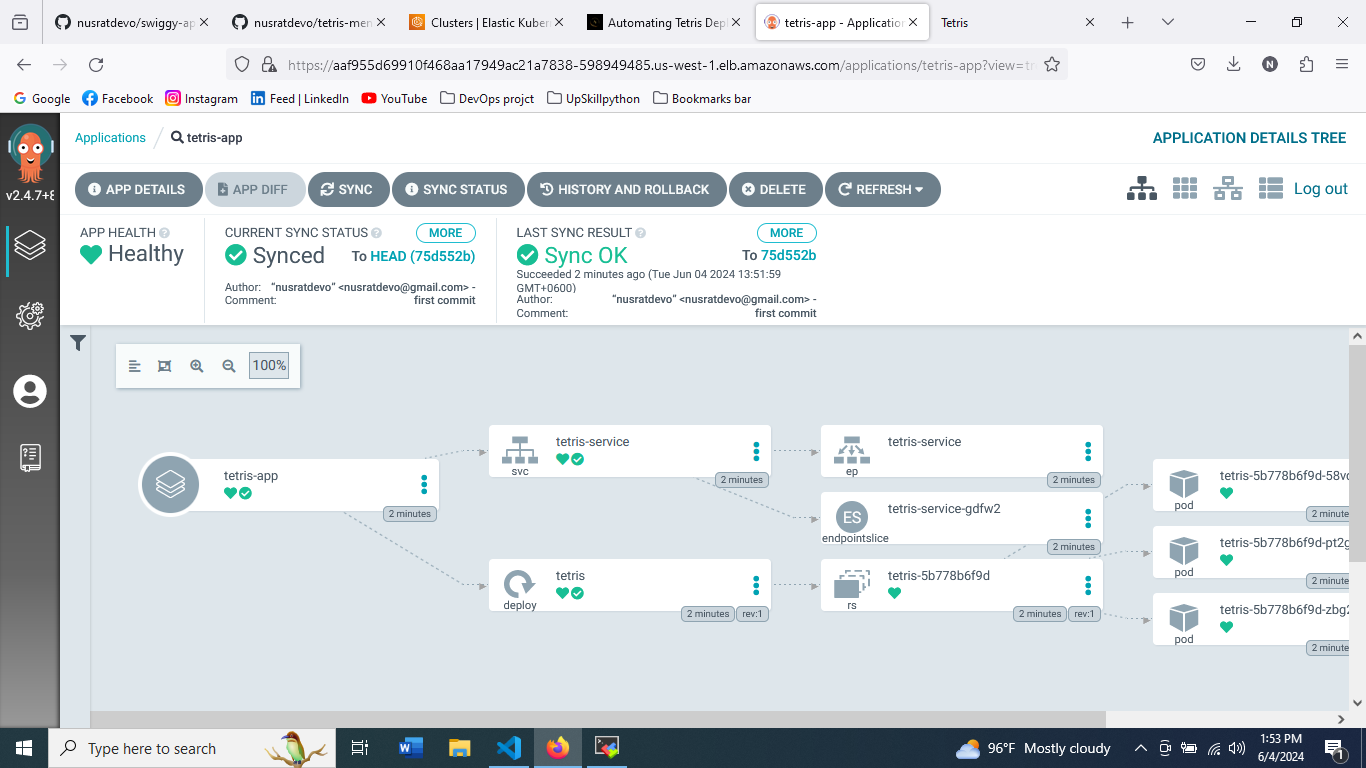 nusratdevo/swiggy-ap
nusratdevo/tetris-men
Clusters | Elastic Kuber
Automating Tetris Dep
tetris-app - Application
Tetris
https://aaf955d69910f468aa17949ac21a7838-598949485.us-west-1.elb.amazonaws.com/applications/tetris-app?view=tr
N
Google
Facebook
Instagram
Feed | LinkedIn
YouTube
DevOps projct
UpSkillpython
Bookmarks bar
v2.4.7+8
Applications
tetris-app
APPLICATION DETAILS TREE
APP DETAILS
APP DIFF
SYNC
SYNC STATUS
HISTORY AND ROLLBACK
DELETE
REFRESH
Log out
APP HEALTH
Healthy
CURRENT SYNC STATUS
MORE
Synced
To HEAD (75d552b)
Author: "nusratdevo" <nusratdevo@gmail.com> -
Comment: first commit
LAST SYNC RESULT
MORE
Sync OK
To 75d552b
Succeeded 2 minutes ago (Tue Jun 04 2024 13:51:59
GMT+0600)
Author: "nusratdevo" <nusratdevo@gmail.com> -
Comment: first commit
100%
tetris-app
2 minutes
tetris-service
svc
2 minutes
tetris-service
ep
2 minutes
ES
tetris-service-gdfw2
endpointslice
2 minutes
tetris
deploy
2 minutes
rev:1
tetris-5b778b6f9d
rs
2 minutes
rev:1
tetris-5b778b6f9d-58vc
pod
2 minute
tetris-5b778b6f9d-pt2g
pod
2 minute
tetris-5b778b6f9d-zbg2
pod
2 minute
Type here to search
96°F Mostly cloudy
1:53 PM
6/4/2024
1